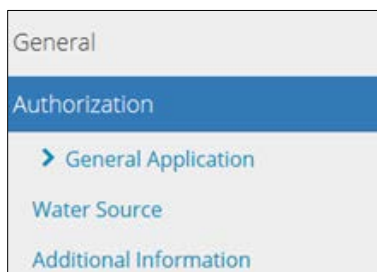 General
Authorization
General Application
Water Source
Additional Information